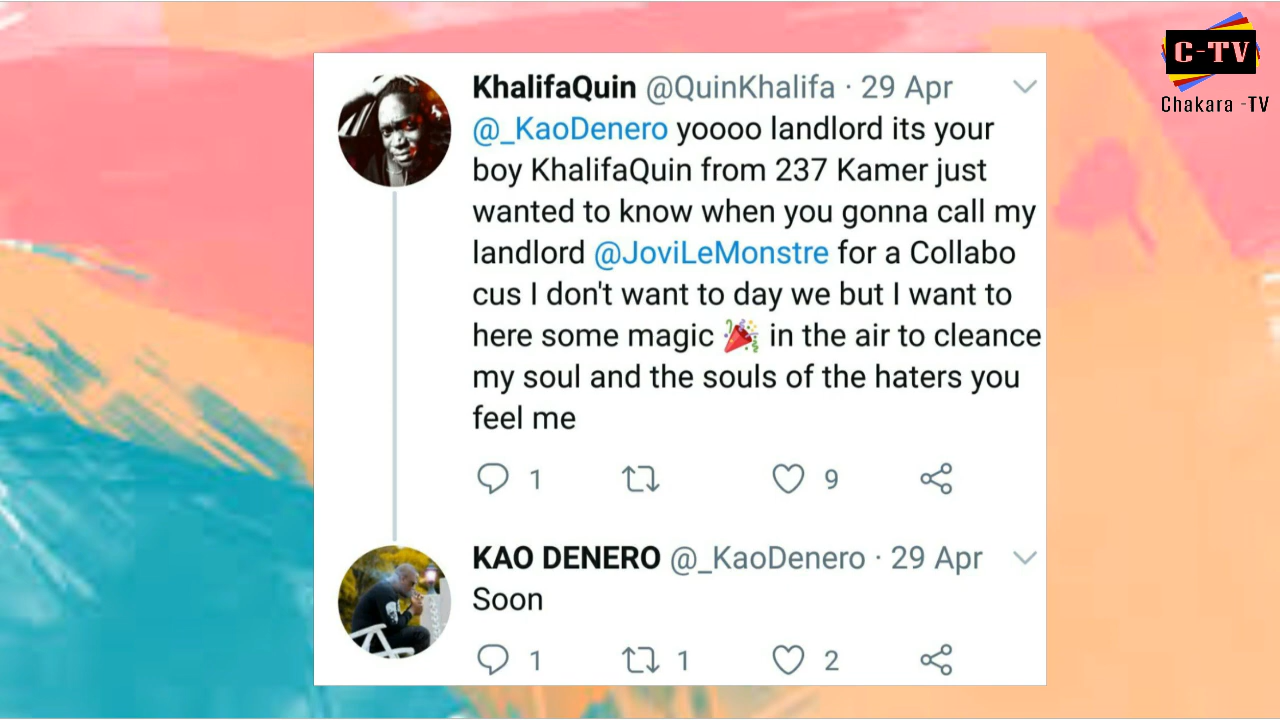 C-TV
Chakara -TV
KhalifaQuin @QuinKhalifa · 29 Apr
@_KaoDenero yoooo landlord its your
boy KhalifaQuin from 237 Kamer just
wanted to know when you gonna call my
landlord @JoviLeMonstre for a Collabo
cus I don't want to day we but I want to
here some magic 🎉 in the air to cleance
my soul and the souls of the haters you
feel me
1 9
KAO DENERO @_KaoDenero · 29 Apr
Soon
1 1 2